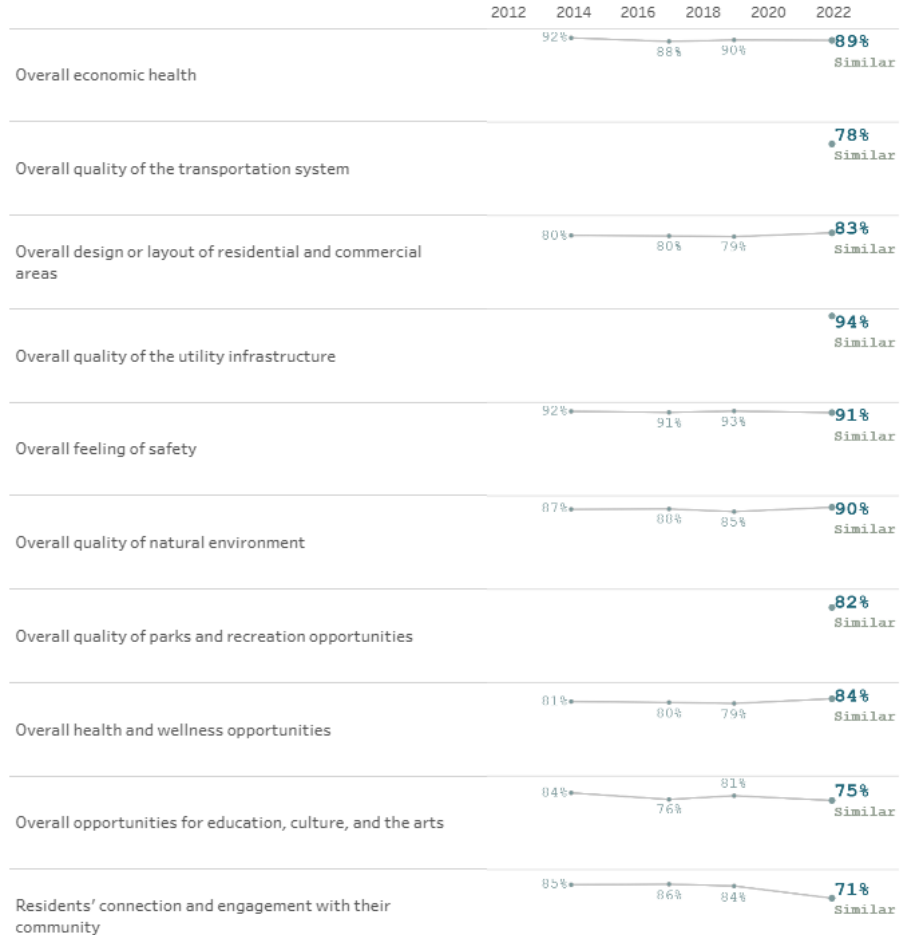 2012 2014 2016 2018 2020 2022
92% 88% 90% 89%
Similar
Overall economic health
78%
Similar
Overall quality of the transportation system
80% 80% 79% 83%
Similar
Overall design or layout of residential and commercial
areas
94%
Similar
Overall quality of the utility infrastructure
92% 91% 93% 91%
Similar
Overall feeling of safety
87% 88% 85% 90%
Similar
Overall quality of natural environment
82%
Similar
Overall quality of parks and recreation opportunities
81% 80% 79% 84%
Similar
Overall health and wellness opportunities
84% 76% 81% 75%
Similar
Overall opportunities for education, culture, and the arts
85% 86% 84% 71%
Similar
Residents’ connection and engagement with their
community